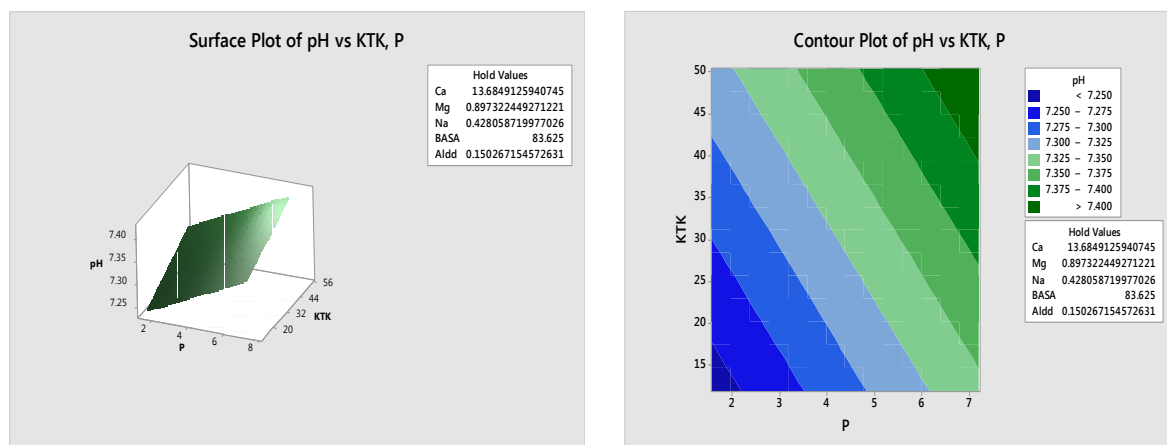 Surface Plot of pH vs KTK, P
Hold Values
Ca 13.6849125940745
Mg 0.897322449271221
Na 0.428058719977026
BASA 83.625
Aldd 0.150267154572631
7.40
7.35
7.30
7.25
pH
2
4
6
8
P
20
32
44
56
KTK
Contour Plot of pH vs KTK, P
50
45
40
35
30
25
20
15
KTK
2 3 4 5 6 7
P
pH
< 7.250
7.250 – 7.275
7.275 – 7.300
7.300 – 7.325
7.325 – 7.350
7.350 – 7.375
7.375 – 7.400
> 7.400
Hold Values
Ca 13.6849125940745
Mg 0.897322449271221
Na 0.428058719977026
BASA 83.625
Aldd 0.150267154572631